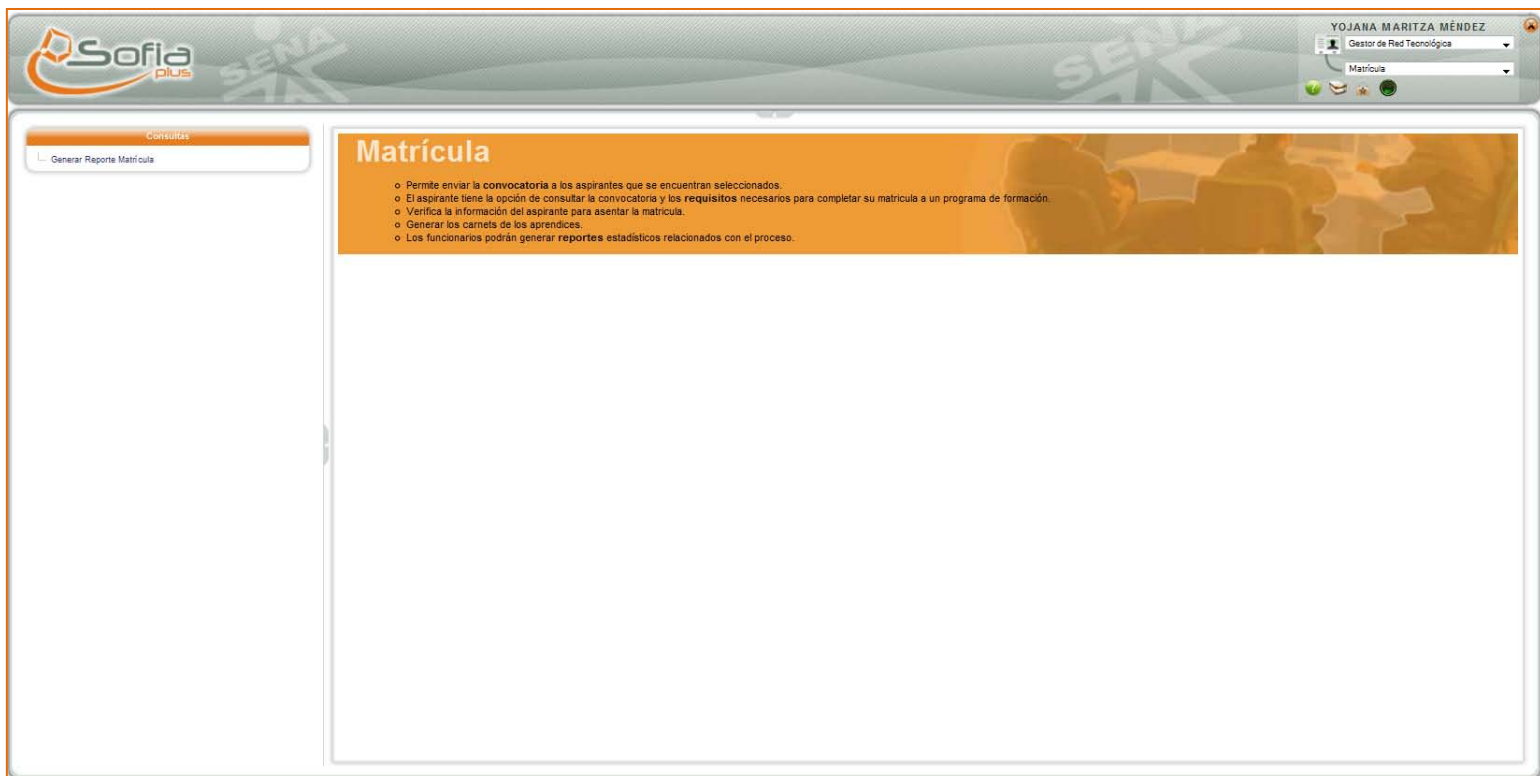 Sofia
plus
SENA
SENA
YOJANA MARITZA MÉNDEZ
Gestor de Red Tecnológica
Matrícula
Consultas
Generar Reporte Matrícula
Matrícula
Permite enviar la convocatoria a los aspirantes que se encuentran seleccionados.
El aspirante tiene la opción de consultar la convocatoria y los requisitos necesarios para completar su matricula a un programa de formación.
Verifica la información del aspirante para asentar la matricula.
Generar los carnets de los aprendices.
Los funcionarios podrán generar reportes estadísticos relacionados con el proceso.